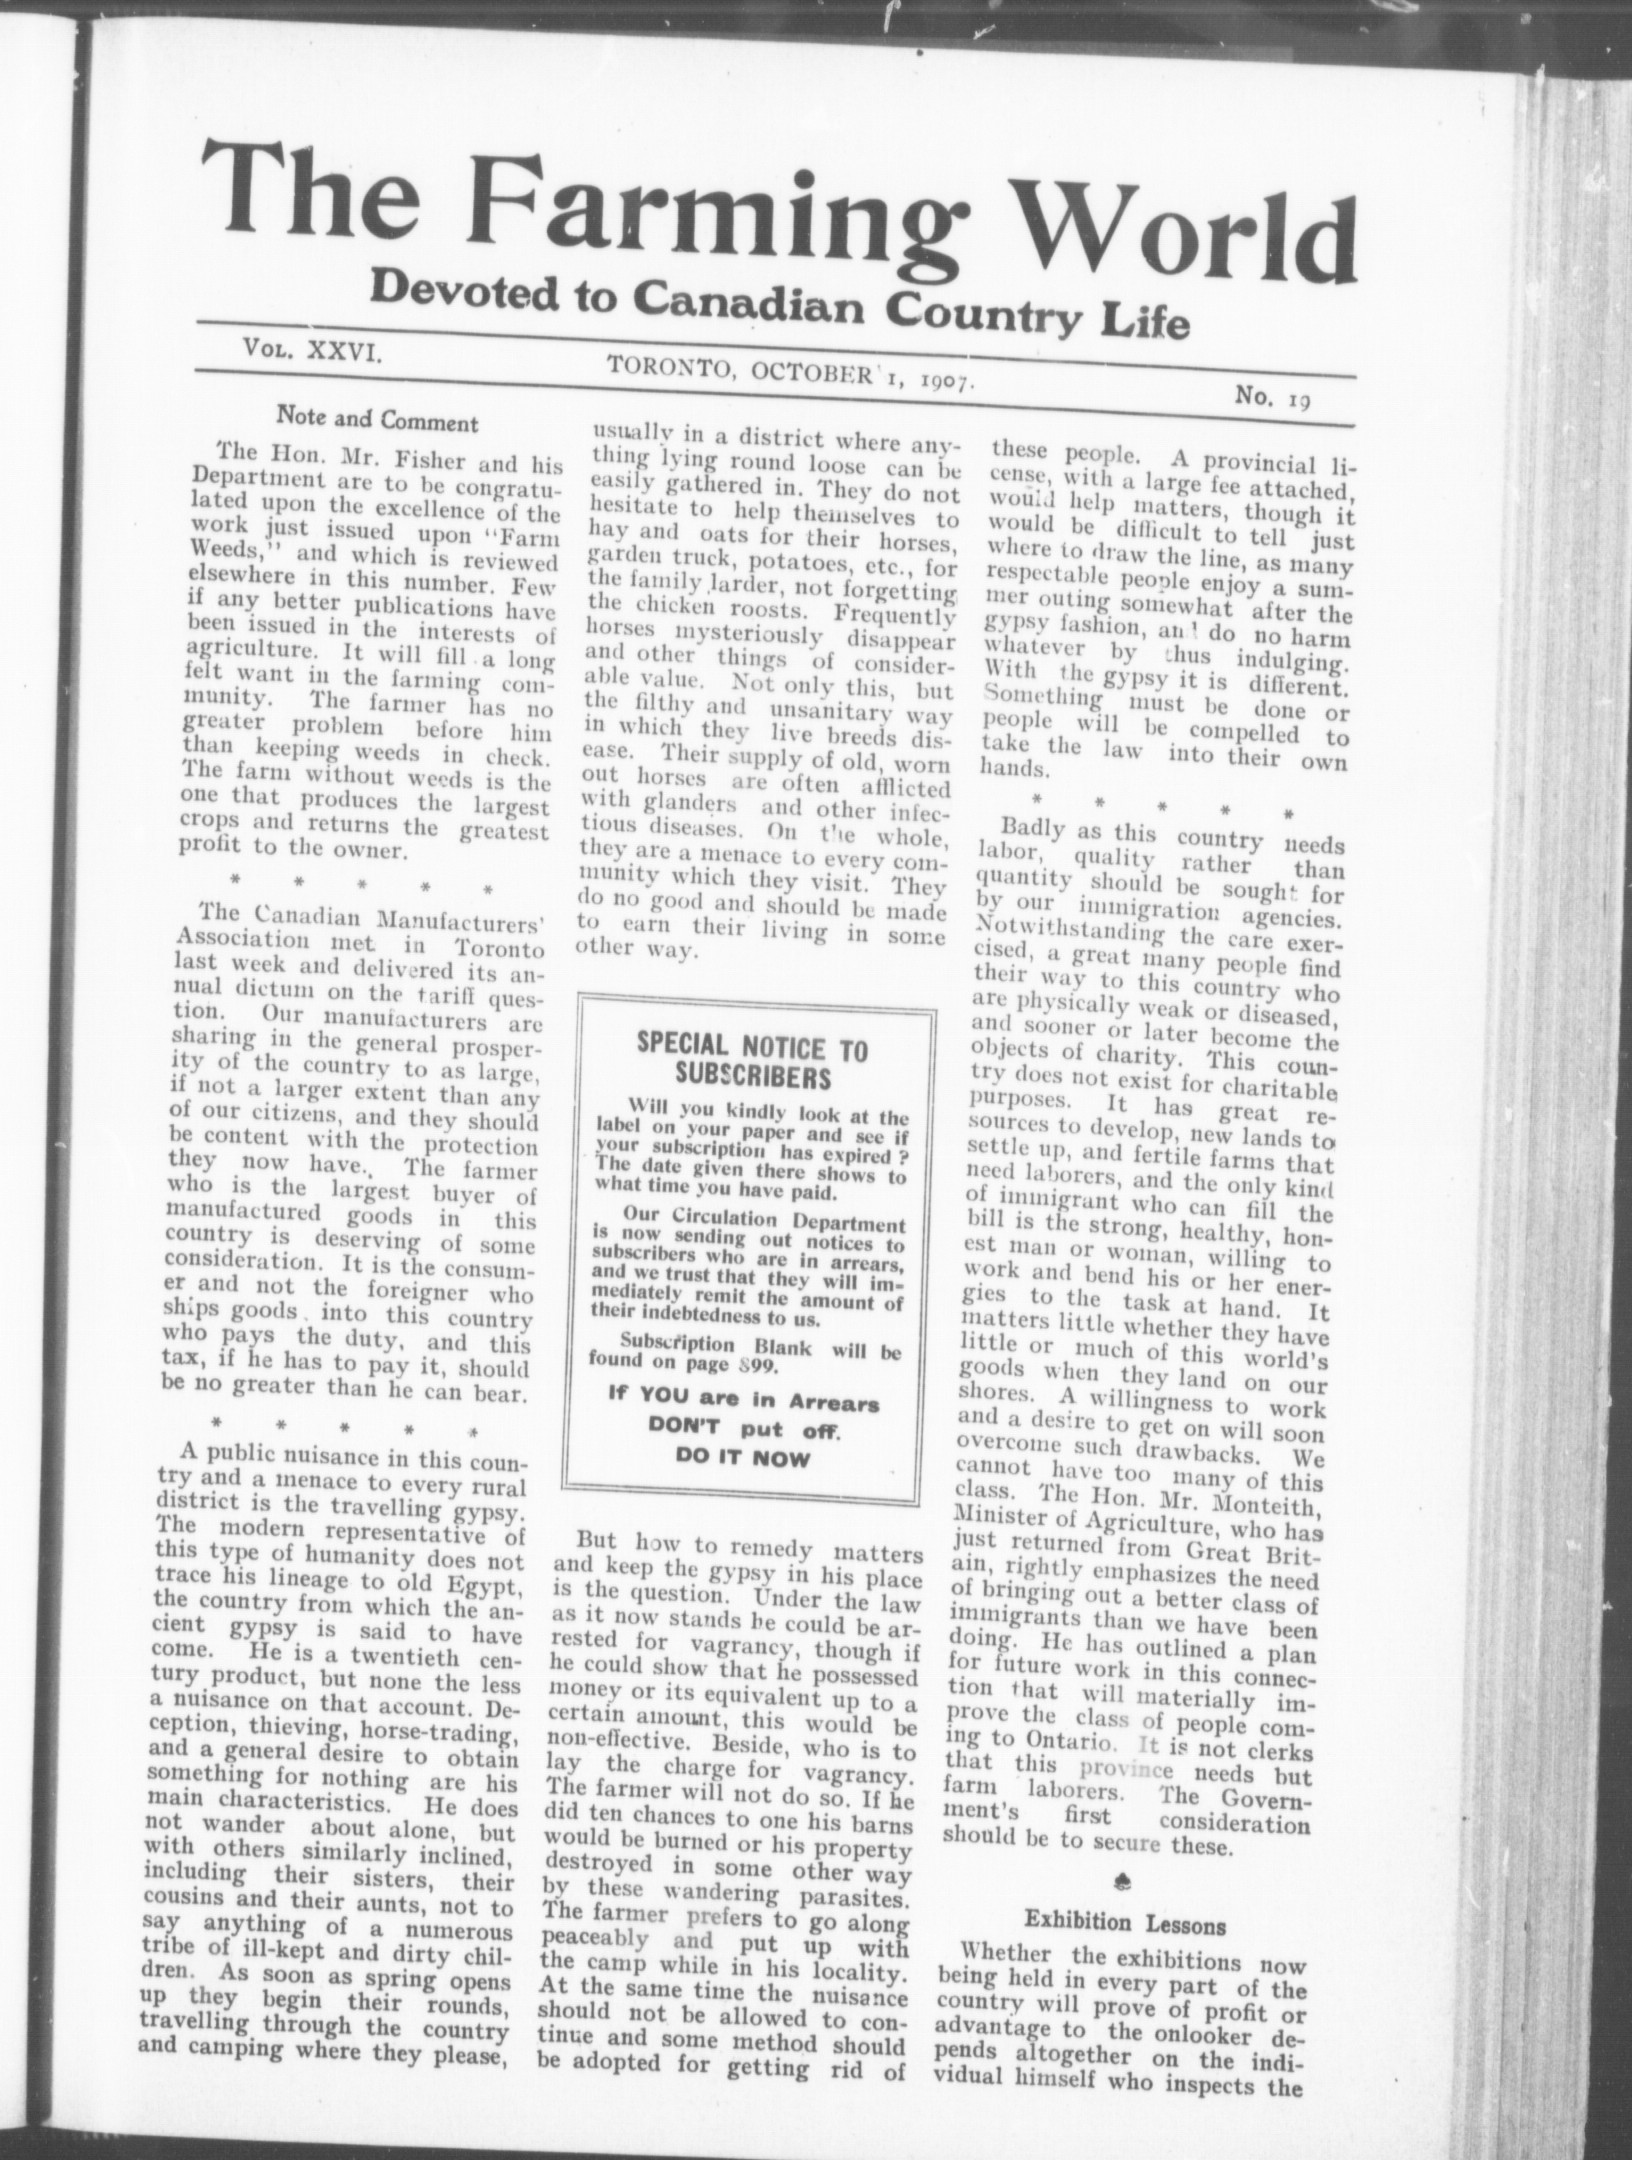 The Farming World
Devoted to Canadian Country Life
VOL. XXVI.
TORONTO, OCTOBER 1, 1907.
No. 19
Note and Comment
The Hon. Mr. Fisher and his
Department are to be congratu-
lated upon the excellence of the
work just issued upon "Farm
Weeds," and which is reviewed
elsewhere in this number. Few
if any better publications have
been issued in the interests of
agriculture. It will fill a long
felt want in the farming com-
munity. The farmer has no
greater problem before him
than keeping weeds in check.
The farm without weeds is the
one that produces the largest
crops and returns the greatest
profit to the owner.
* * * * *
The Canadian Manufacturers'
Association met in Toronto
last week and delivered its an-
nual dictum on the tariff ques-
tion. Our manufacturers are
sharing in the general prosper-
ity of the country to as large,
if not a larger extent than any
of our citizens, and they should
be content with the protection
they now have. The farmer
who is the largest buyer of
manufactured goods in this
country is deserving of some
consideration. It is the consum-
er and not the foreigner who
ships goods into this country
who pays the duty, and this
tax, if he has to pay it, should
be no greater than he can bear.
* * * * *
A public nuisance in this coun-
try and a menace to every rural
district is the travelling gypsy.
The modern representative of
this type of humanity does not
trace his lineage to old Egypt,
the country from which the an-
cient gypsy is said to have
come. He is a twentieth cen-
tury product, but none the less
a nuisance on that account. De-
ception, thieving, horse-trading,
and a general desire to obtain
something for nothing are his
main characteristics. He does
not wander about alone, but
with others similarly inclined,
including their sisters, their
cousins and their aunts, not to
say anything of a numerous
tribe of ill-kept and dirty chil-
dren. As soon as spring opens
up they begin their rounds,
travelling through the country
and camping where they please,
usually in a district where any-
thing lying round loose can be
easily gathered in. They do not
hesitate to help themselves to
hay and oats for their horses,
garden truck, potatoes, etc., for
the family larder, not forgetting
the chicken roosts. Frequently
horses mysteriously disappear
and other things of consider-
able value. Not only this, but
the filthy and unsanitary way
in which they live breeds dis-
ease. Their supply of old, worn
out horses are often afflicted
with glanders and other infec-
tious diseases. On the whole,
they are a menace to every com-
munity which they visit. They
do no good and should be made
to earn their living in some
other way.
SPECIAL NOTICE TO
SUBSCRIBERS
Will you kindly look at the
label on your paper and see if
your subscription has expired?
The date given there shows to
what time you have paid.
Our Circulation Department
is now sending out notices to
subscribers who are in arrears,
and we trust that they will im-
mediately remit the amount of
their indebtedness to us.
Subscription Blank will be
found on page 899.
If YOU are in Arrears
DON'T put off.
DO IT NOW
But how to remedy matters
and keep the gypsy in his place
is the question. Under the law
as it now stands he could be ar-
rested for vagrancy, though if
he could show that he possessed
money or its equivalent up to a
certain amount, this would be
non-effective. Beside, who is to
lay the charge for vagrancy.
The farmer will not do so. If he
did ten chances to one his barns
would be burned or his property
destroyed in some other way
by these wandering parasites.
The farmer prefers to go along
peaceably and put up with
the camp while in his locality.
At the same time the nuisance
should not be allowed to con-
tinue and some method should
be adopted for getting rid of
these people. A provincial li-
cense, with a large fee attached,
would help matters, though it
would be difficult to tell just
where to draw the line, as many
respectable people enjoy a sum-
mer outing somewhat after the
gypsy fashion, and do no harm
whatever by thus indulging.
With the gypsy it is different.
Something must be done or
people will be compelled to
take the law into their own
hands.
* * * * *
Badly as this country needs
labor, quality rather than
quantity should be sought for
by our immigration agencies.
Notwithstanding the care exer-
cised, a great many people find
their way to this country who
are physically weak or diseased,
and sooner or later become the
objects of charity. This coun-
try does not exist for charitable
purposes. It has great re-
sources to develop, new lands to
settle up, and fertile farms that
need laborers, and the only kind
of immigrant who can fill the
bill is the strong, healthy, hon-
est man or woman, willing to
work and bend his or her ener-
gies to the task at hand. It
matters little whether they have
little or much of this world's
goods when they land on our
shores. A willingness to work
and a desire to get on will soon
overcome such drawbacks. We
cannot have too many of this
class. The Hon. Mr. Monteith,
Minister of Agriculture, who has
just returned from Great Brit-
ain, rightly emphasizes the need
of bringing out a better class of
immigrants than we have been
doing. He has outlined a plan
for future work in this connec-
tion that will materially im-
prove the class of people com-
ing to Ontario. It is not clerks
that this province needs but
farm laborers. The Govern-
ment's first consideration
should be to secure these.
Exhibition Lessons
Whether the exhibitions now
being held in every part of the
country will prove of profit or
advantage to the onlooker de-
pends altogether on the indi-
vidual himself who inspects the